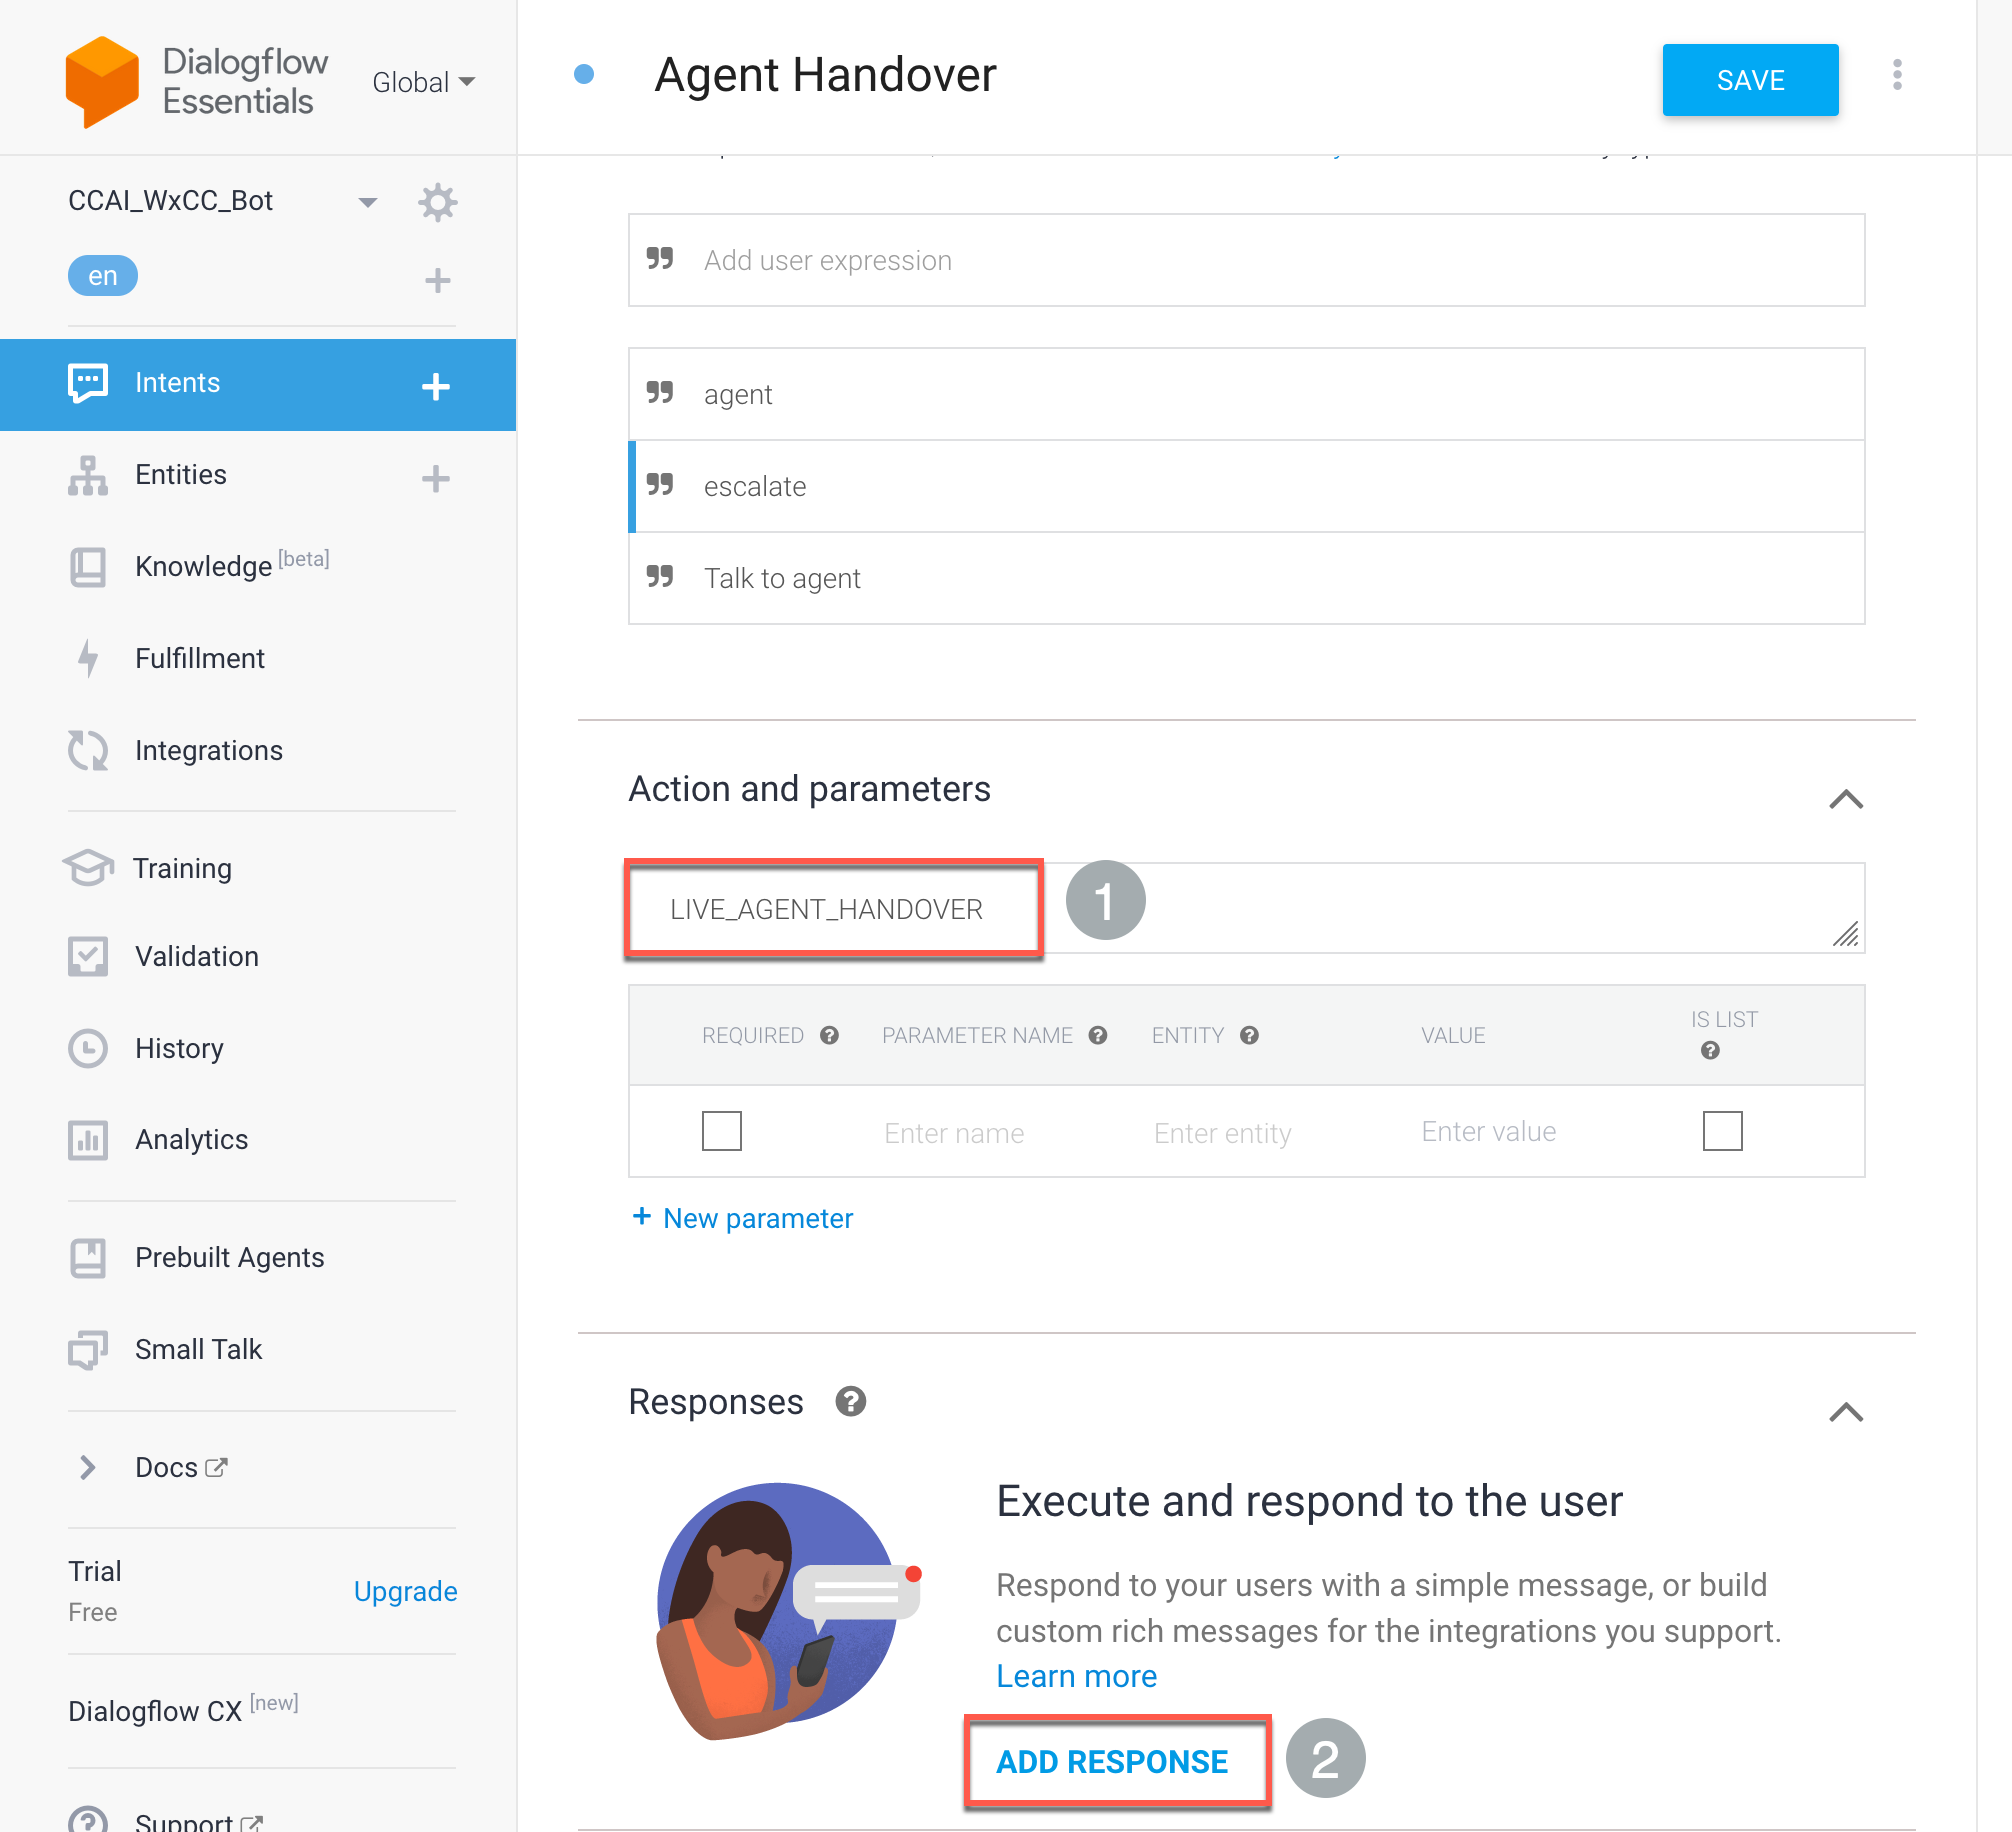 Dialogflow
Essentials
Global
CCAI_WxCC_Bot
en
Intents
Entities
Knowledge [beta]
Fulfillment
Integrations
Training
Validation
History
Analytics
Prebuilt Agents
Small Talk
Docs
Trial
Free
Upgrade
Dialogflow CX [new]
Support
Agent Handover
SAVE
Add user expression
agent
escalate
Talk to agent
Action and parameters
LIVE_AGENT_HANDOVER
1
REQUIRED PARAMETER NAME ENTITY VALUE IS LIST
Enter name Enter entity Enter value
+ New parameter
Responses
Execute and respond to the user
Respond to your users with a simple message, or build
custom rich messages for the integrations you support.
Learn more
ADD RESPONSE
2